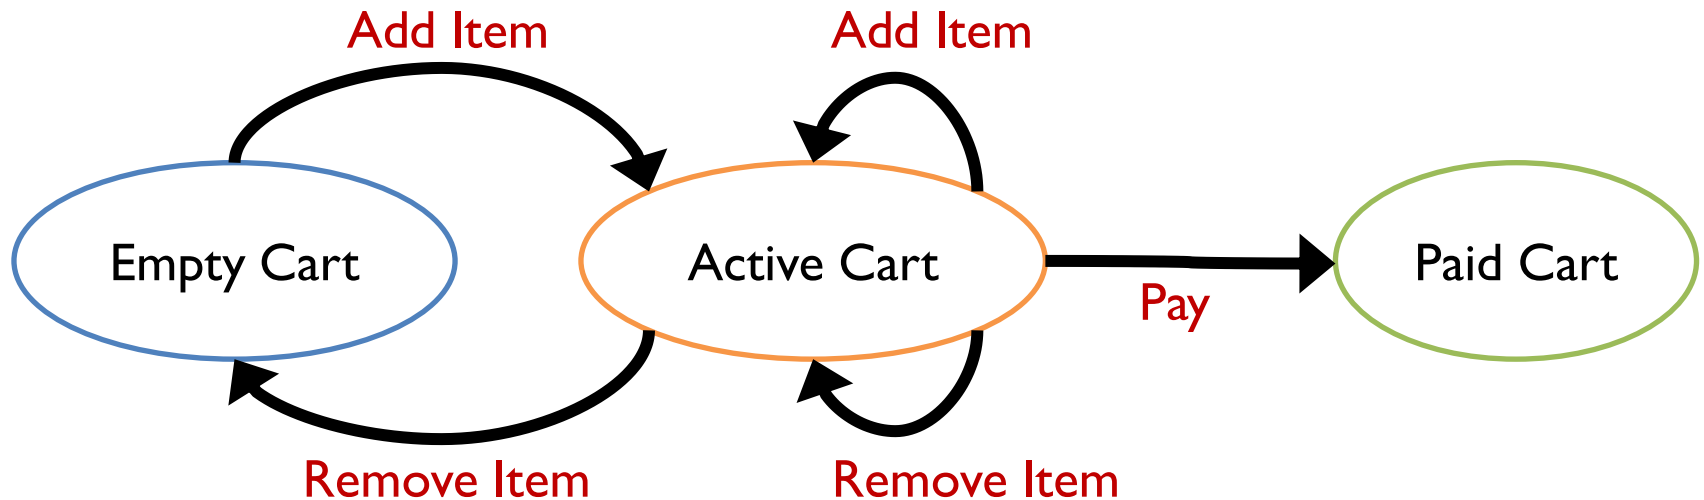 Add Item
Add Item
Empty Cart
Active Cart
Paid Cart
Pay
Remove Item
Remove Item